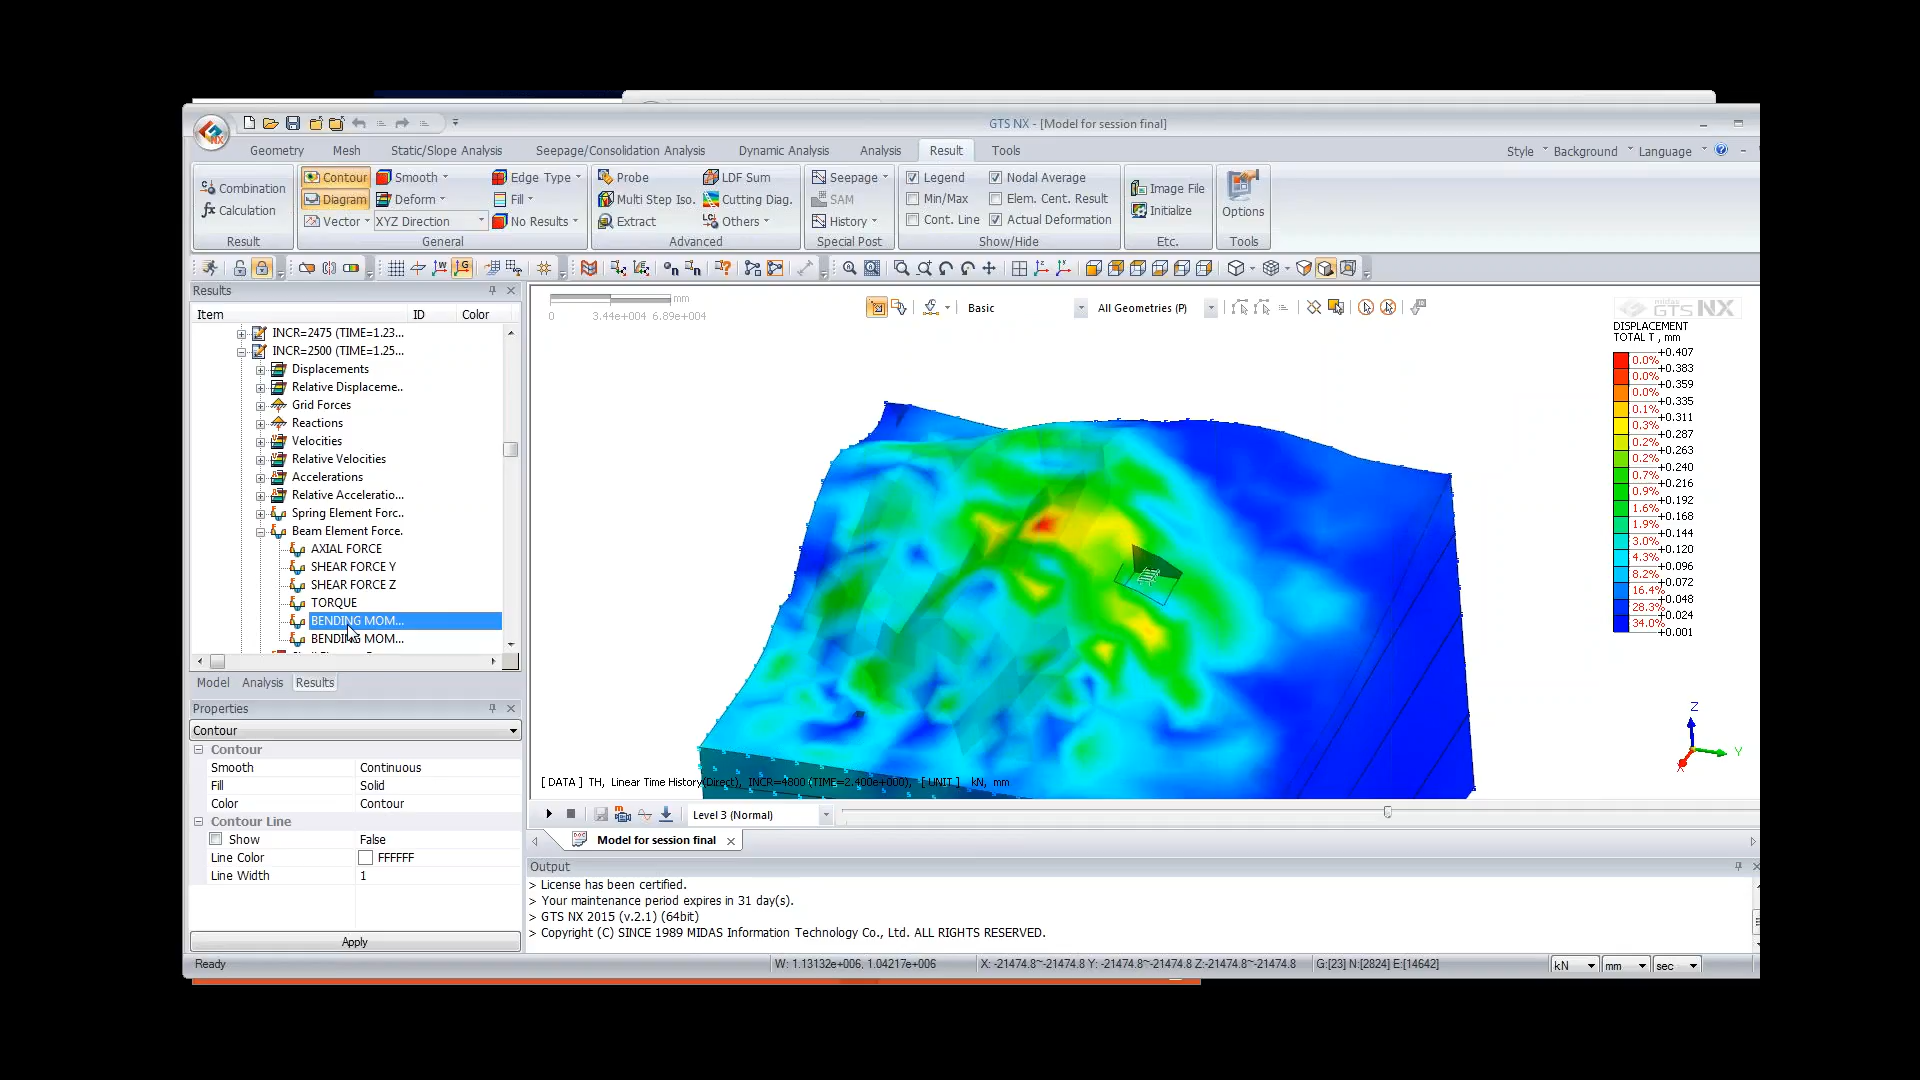 GTS NX - [Model for session final]
Geometry Mesh Static/Slope Analysis Seepage/Consolidation Analysis Dynamic Analysis Analysis Result Tools
Style Background Language
Combination
Calculation
Result
Contour Smooth Edge Type
Diagram Deform Fill
Vector XYZ Direction No Results
General
Probe LDF Sum
Multi Step Iso. Cutting Diag.
Extract Others
Advanced
Seepage
SAM
History
Special Post
Legend Nodal Average
Min/Max Elem. Cent. Result
Cont. Line Actual Deformation
Show/Hide
Image File
Initialize
Etc.
Options
Tools
Results
Item ID Color
INCR=2475 (TIME=1.23...
INCR=2500 (TIME=1.25...
Displacements
Relative Displaceme..
Grid Forces
Reactions
Velocities
Relative Velocities
Accelerations
Relative Acceleratio...
Spring Element Forc..
Beam Element Force.
AXIAL FORCE
SHEAR FORCE Y
SHEAR FORCE Z
TORQUE
BENDING MOM...
BENDING MOM...
Model Analysis Results
Properties
Contour
Contour
Smooth Continuous
Fill Solid
Color Contour
Contour Line
Show False
Line Color FFFFFF
Line Width 1
Apply
mm
0 3.44e+004 6.89e+004
Basic All Geometries (P)
midas GTS NX
DISPLACEMENT
TOTAL T , mm
+0.407
0.0%
+0.383
0.0%
+0.359
0.0%
+0.335
0.1%
+0.311
0.3%
+0.287
0.2%
+0.263
0.2%
+0.240
0.7%
+0.216
0.9%
+0.192
1.6%
+0.168
1.9%
+0.144
3.0%
+0.120
4.3%
+0.096
8.2%
+0.072
16.4%
+0.048
28.3%
+0.024
34.0%
+0.001
Z
Y
X
[ DATA ] TH, Linear Time History(Direct), INCR=4800 (TIME=2.400e+000), [ UNIT ] kN, mm
Level 3 (Normal)
Model for session final
Output
> License has been certified.
> Your maintenance period expires in 31 day(s).
> GTS NX 2015 (v.2.1) (64bit)
> Copyright (C) SINCE 1989 MIDAS Information Technology Co., Ltd. ALL RIGHTS RESERVED.
Ready W: 1.13132e+006, 1.04217e+006 X: -21474.8~-21474.8 Y: -21474.8~-21474.8 Z:-21474.8~-21474.8 G:[23] N:[2824] E:[14642] kN mm sec